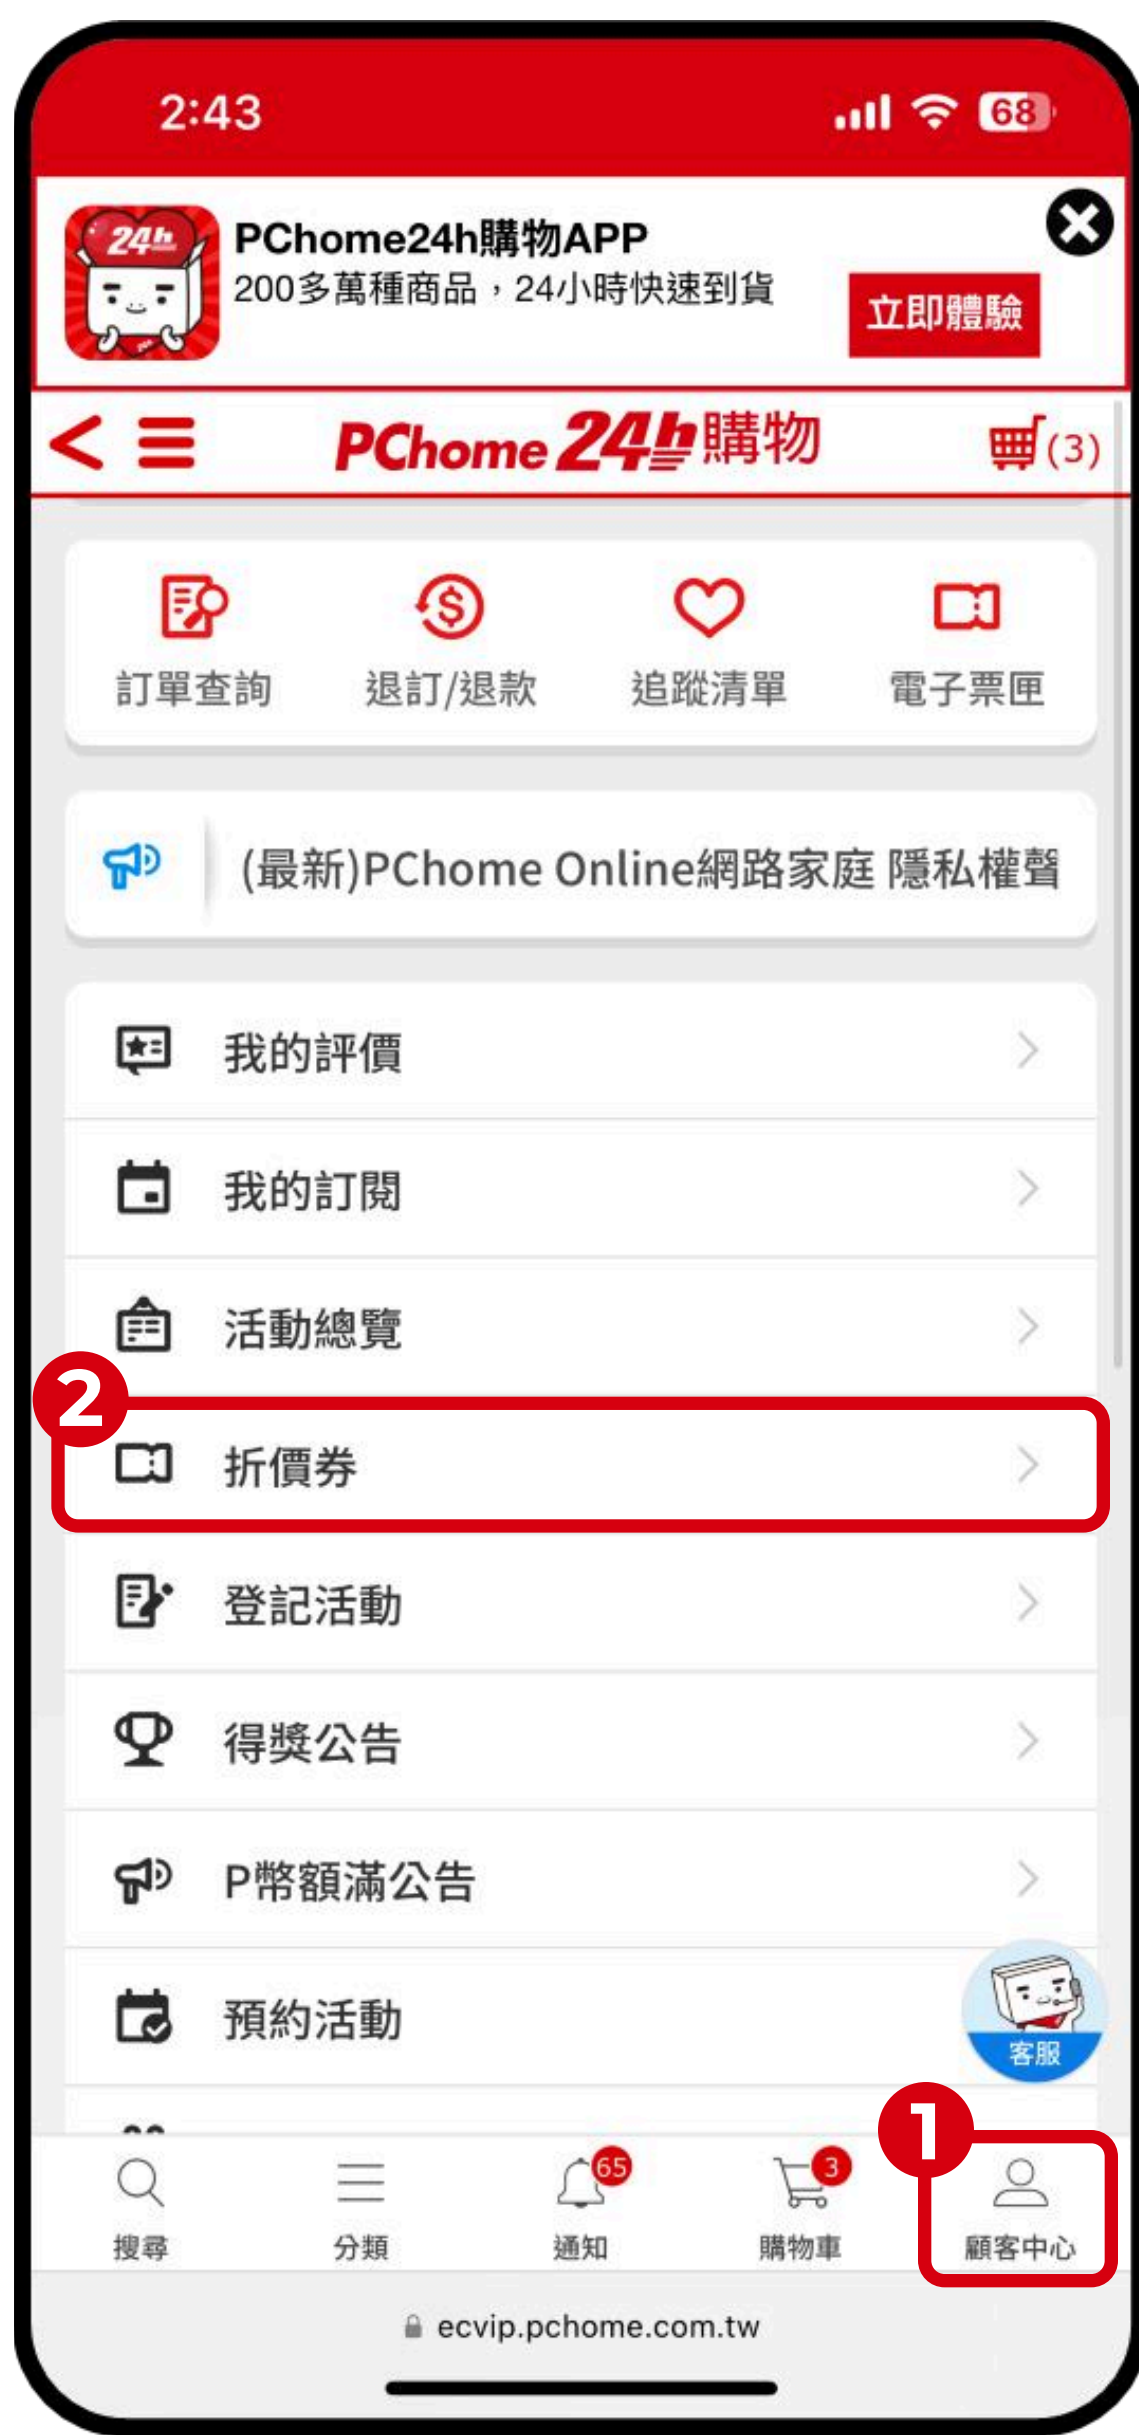 2:43
68
24h
PChome24h購物APP
200多萬種商品，24小時快速到貨
立即體驗
PChome 24h購物
(3)
訂單查詢
退訂/退款
追蹤清單
電子票匣
(最新)PChome Online網路家庭 隱私權聲
我的評價
我的訂閱
活動總覽
2
折價券
登記活動
得獎公告
P幣額滿公告
預約活動
客服
1
65
3
搜尋
分類
通知
購物車
顧客中心
ecvip.pchome.com.tw